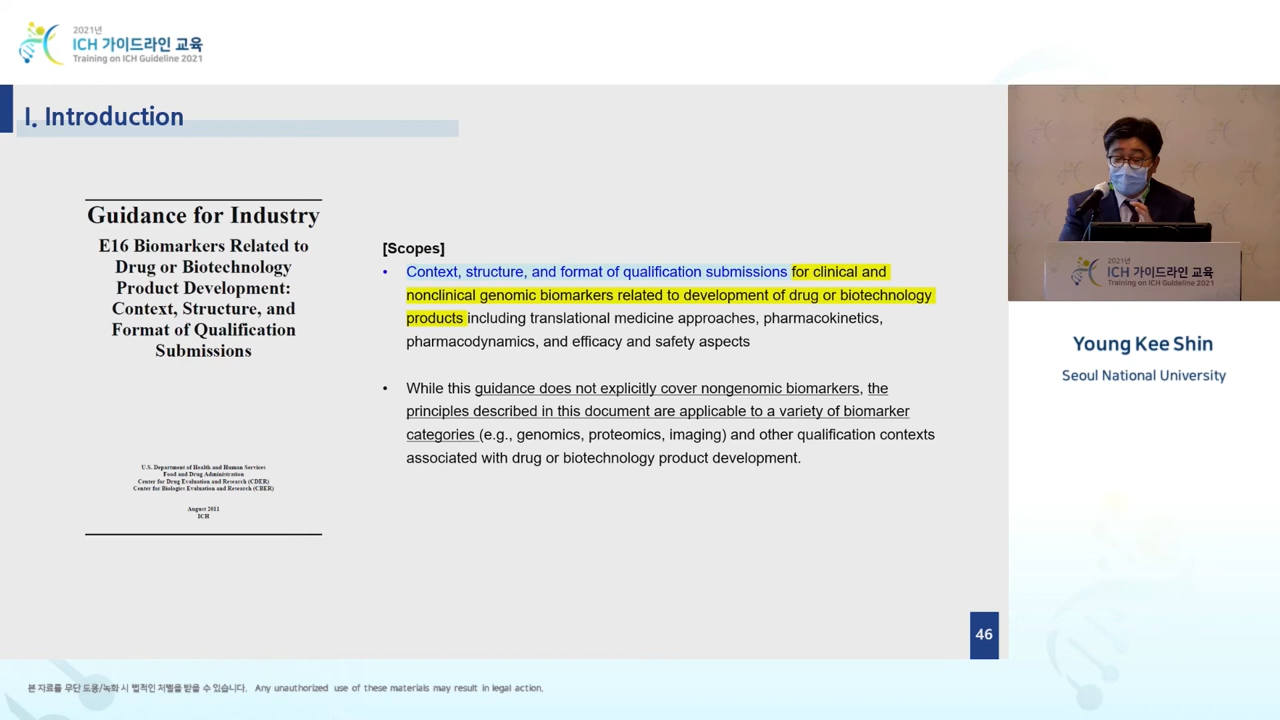 2021년
ICH 가이드라인 교육
Training on ICH Guideline 2021
I. Introduction
Guidance for Industry
E16 Biomarkers Related to
Drug or Biotechnology
Product Development:
Context, Structure, and
Format of Qualification
Submissions
U.S. Department of Health and Human Services
Food and Drug Administration
Center for Drug Evaluation and Research (CDER)
Center for Biologics Evaluation and Research (CBER)
August 2011
ICH
[Scopes]
• Context, structure, and format of qualification submissions for clinical and
nonclinical genomic biomarkers related to development of drug or biotechnology
products including translational medicine approaches, pharmacokinetics,
pharmacodynamics, and efficacy and safety aspects
• While this guidance does not explicitly cover nongenomic biomarkers, the
principles described in this document are applicable to a variety of biomarker
categories (e.g., genomics, proteomics, imaging) and other qualification contexts
associated with drug or biotechnology product development.
46
2021년
ICH 가이드라인 교육
Training on ICH Guideline 2021
Young Kee Shin
Seoul National University
본 자료를 무단 도용/녹화 시 법적인 처벌을 받을 수 있습니다. Any unauthorized use of these materials may result in legal action.